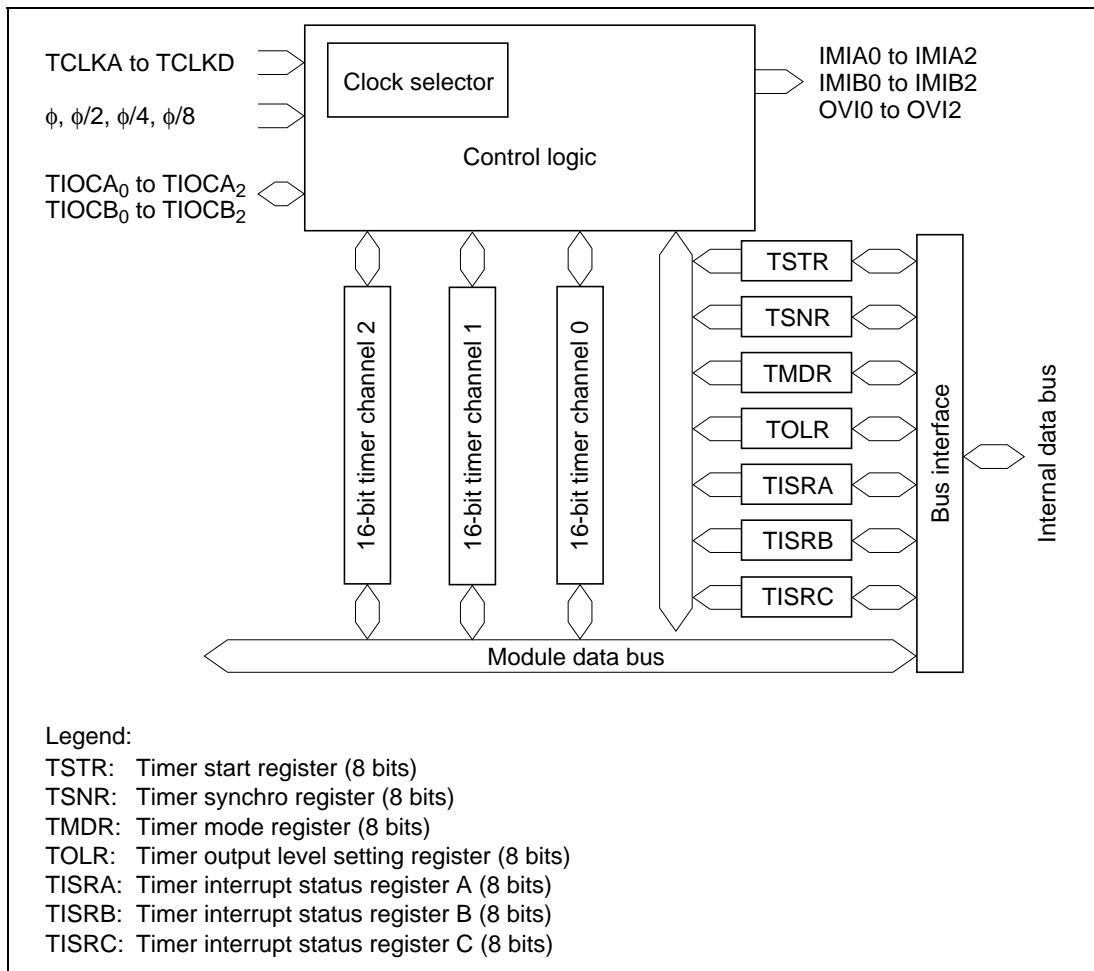 TCLKA to TCLKD
ϕ, ϕ/2, ϕ/4, ϕ/8
TIOCA₀ to TIOCA₂
TIOCB₀ to TIOCB₂
Clock selector
Control logic
IMIA0 to IMIA2
IMIB0 to IMIB2
OVI0 to OVI2
16-bit timer channel 2
16-bit timer channel 1
16-bit timer channel 0
TSTR
TSNR
TMDR
TOLR
TISRA
TISRB
TISRC
Bus interface
Internal data bus
Module data bus
Legend:
TSTR: Timer start register (8 bits)
TSNR: Timer synchro register (8 bits)
TMDR: Timer mode register (8 bits)
TOLR: Timer output level setting register (8 bits)
TISRA: Timer interrupt status register A (8 bits)
TISRB: Timer interrupt status register B (8 bits)
TISRC: Timer interrupt status register C (8 bits)